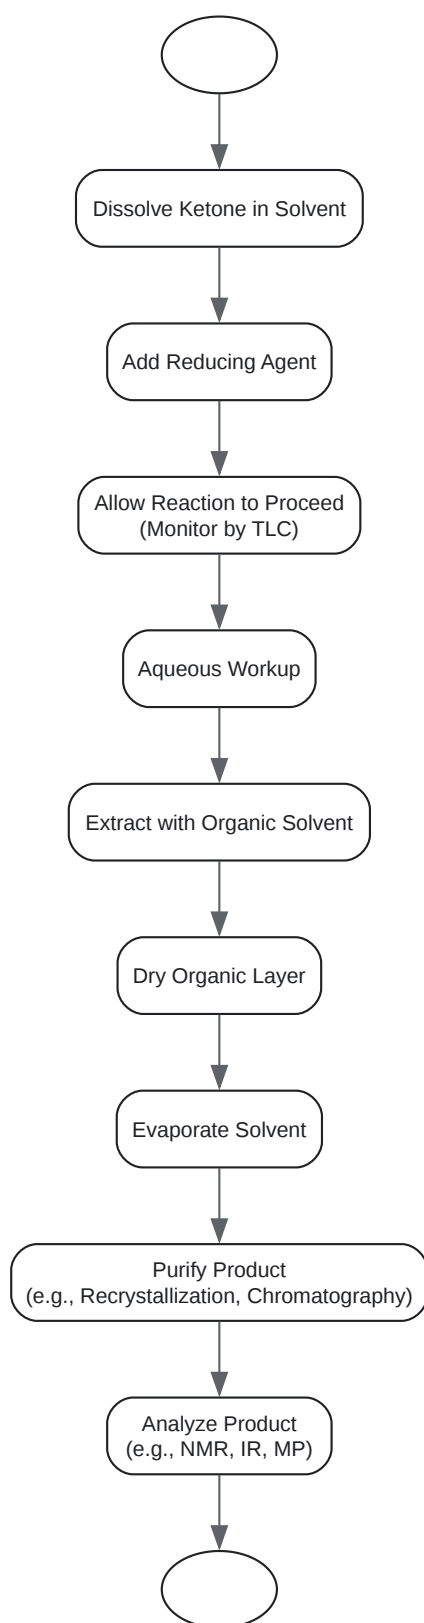 Dissolve Ketone in Solvent
Add Reducing Agent
Allow Reaction to Proceed
(Monitor by TLC)
Aqueous Workup
Extract with Organic Solvent
Dry Organic Layer
Evaporate Solvent
Purify Product
(e.g., Recrystallization, Chromatography)
Analyze Product
(e.g., NMR, IR, MP)